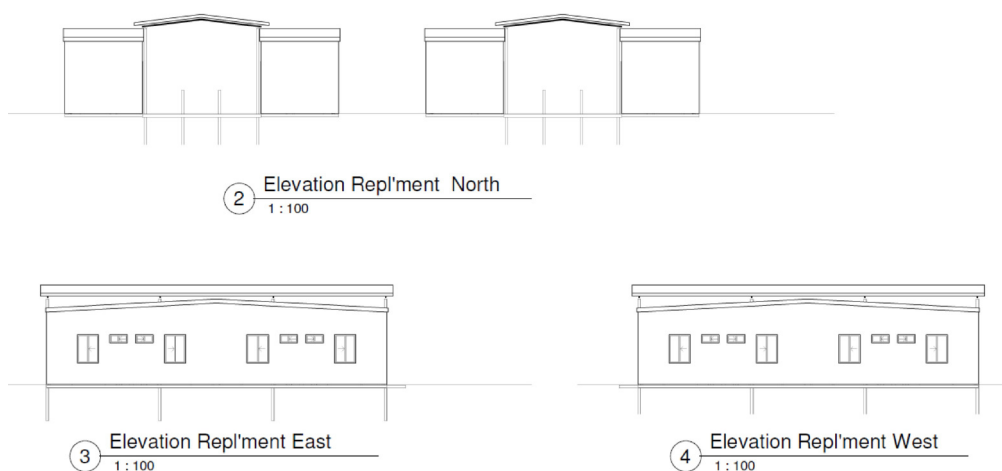 2 Elevation Repl'ment North
1 : 100
3 Elevation Repl'ment East
1 : 100
4 Elevation Repl'ment West
1 : 100